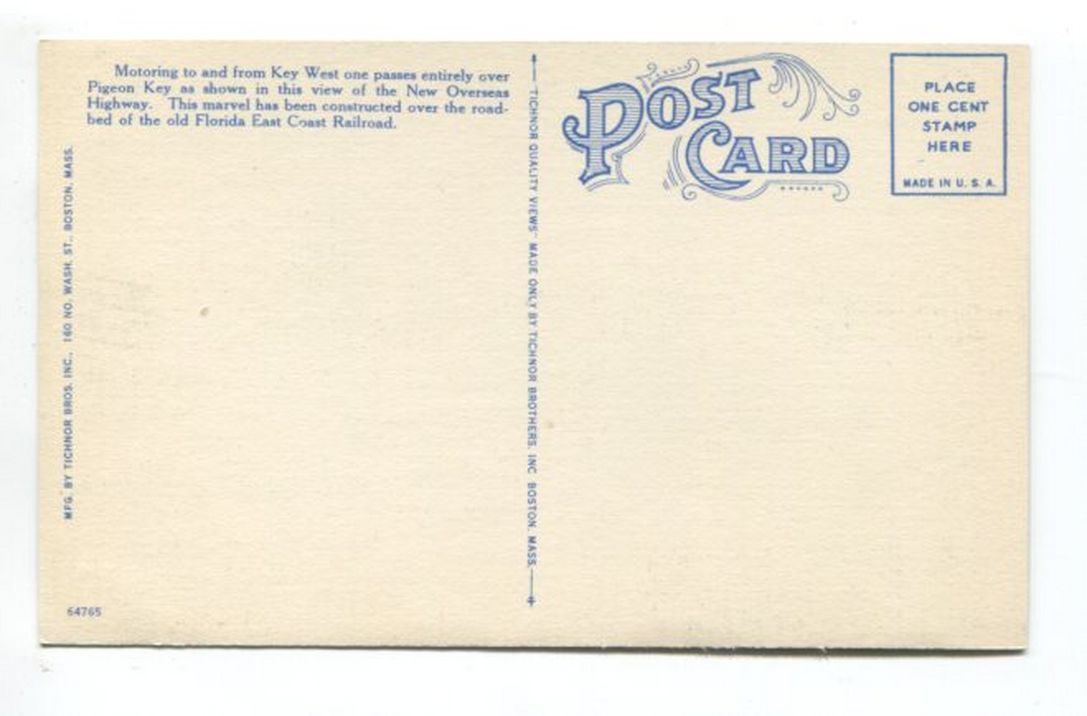 Motoring to and from Key West one passes entirely over
Pigeon Key as shown in this view of the New Overseas
Highway. This marvel has been constructed over the road-
bed of the old Florida East Coast Railroad.
MFG. BY TICHNOR BROS. INC., 160 NO. WASH. ST., BOSTON, MASS.
64765
"TICHNOR QUALITY VIEWS" MADE ONLY BY TICHNOR BROTHERS, INC BOSTON, MASS.
POST
CARD
PLACE
ONE CENT
STAMP
HERE
MADE IN U. S. A.